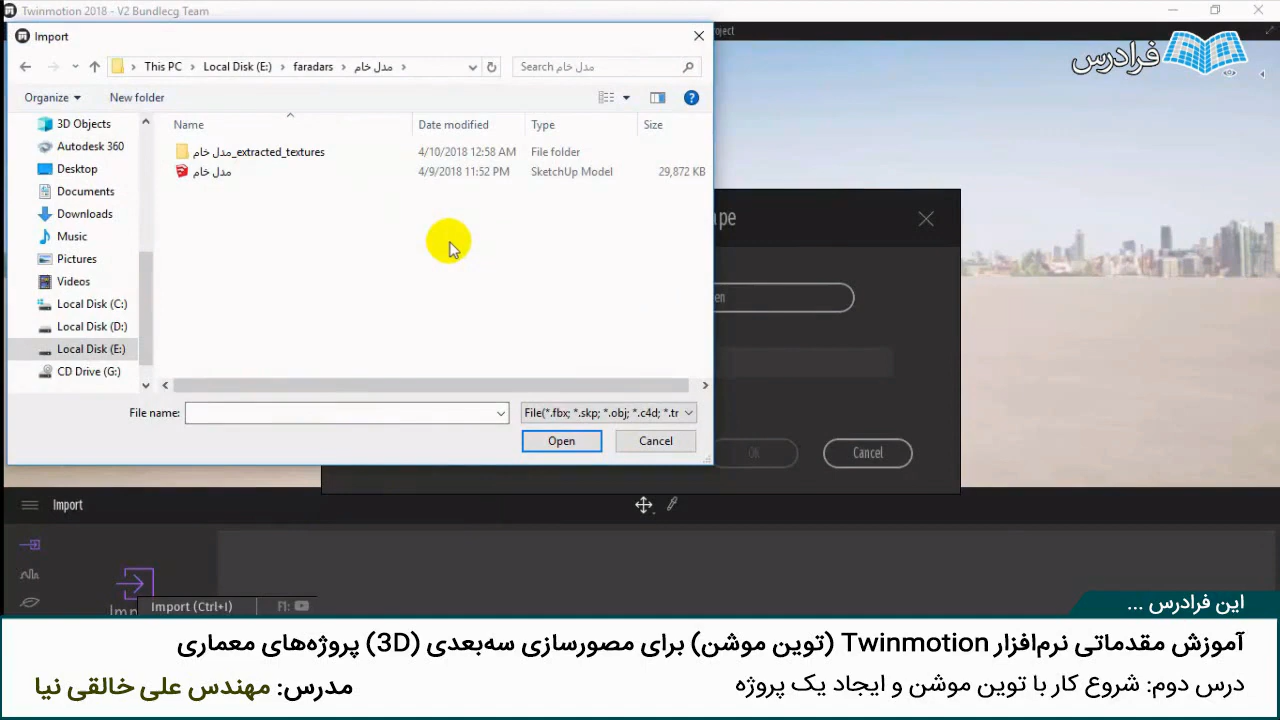 Twinmotion 2018 - V2 Bundlecg Team
Import
oject
فرادرس
This PC > Local Disk (E:) > faradars > مدل خام >
Search مدل خام
Organize
New folder
Name
Date modified
Type
Size
3D Objects
Autodesk 360
Desktop
Documents
Downloads
Music
Pictures
Videos
Local Disk (C:)
Local Disk (D:)
Local Disk (E:)
CD Drive (G:)
مدل خام_extracted_textures
4/10/2018 12:58 AM
File folder
مدل خام
4/9/2018 11:52 PM
SketchUp Model
29,872 KB
ape
en
File name:
File(*.fbx; *.skp; *.obj; *.c4d; *.tr
Open
Cancel
OK
Cancel
Import
Import (Ctrl+I)
F1:
این فرادرس ...
آموزش مقدماتی نرم‌افزار Twinmotion (توین موشن) برای مصورسازی سه‌بعدی (3D) پروژه‌های معماری
درس دوم: شروع کار با توین موشن و ایجاد یک پروژه
مدرس: مهندس علی خالقی نیا